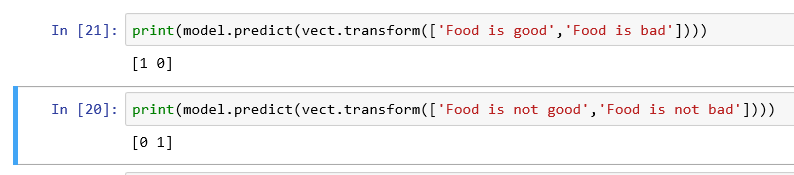 In [21]: print(model.predict(vect.transform(['Food is good','Food is bad'])))
[1 0]
In [20]: print(model.predict(vect.transform(['Food is not good','Food is not bad'])))
[0 1]